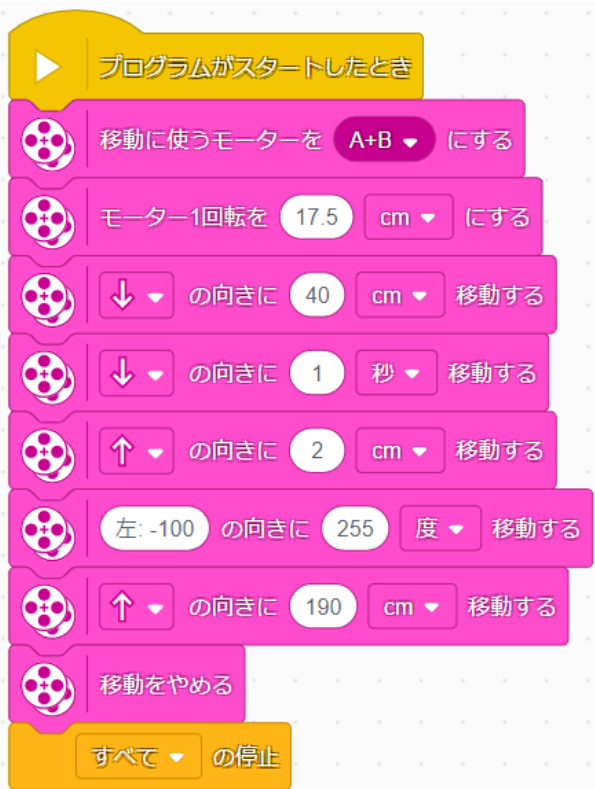 プログラムがスタートしたとき
移動に使うモーターを A+B にする
モーター1回転を 17.5 cm にする
↓ の向きに 40 cm 移動する
↓ の向きに 1 秒 移動する
↑ の向きに 2 cm 移動する
左: -100 の向きに 255 度 移動する
↑ の向きに 190 cm 移動する
移動をやめる
すべて の停止